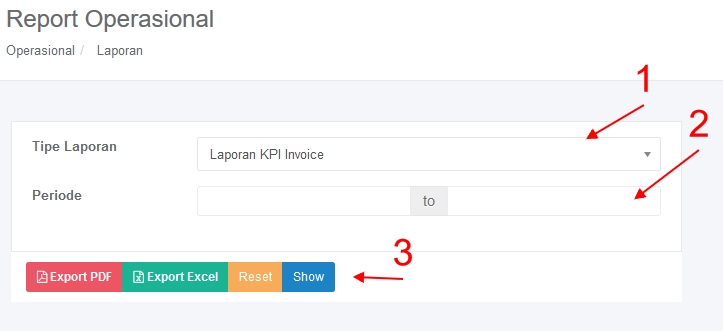 Report Operasional
Operasional / Laporan
1
Tipe Laporan
Laporan KPI Invoice
2
Periode
to
3
Export PDF Export Excel Reset Show